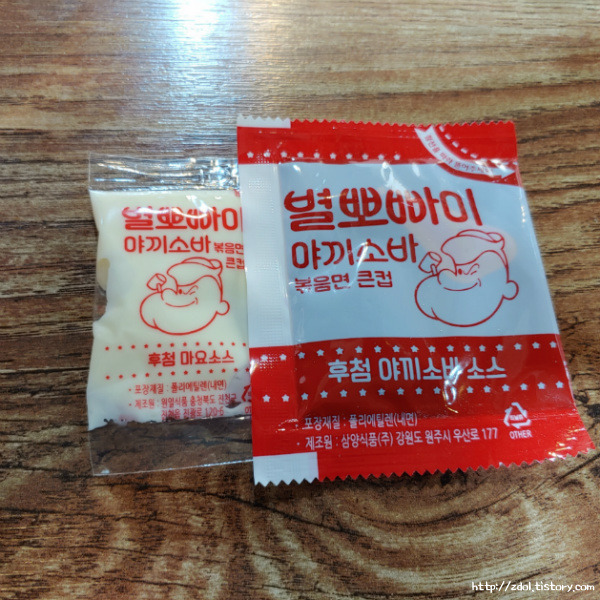 별뽀빠이
야끼소바 볶음면
큰컵
후첨 마요소스
· 포장재질 : 폴리에틸렌(내면)
별뽀빠이
야끼소바
볶음면 큰컵
후첨 야끼소바소스
· 포장재질 : 폴리에틸렌(내면)
· 제조원 : 삼양식품(주) 강원도 원주시 우산로 177
OTHER
http://zdol.tistory.com